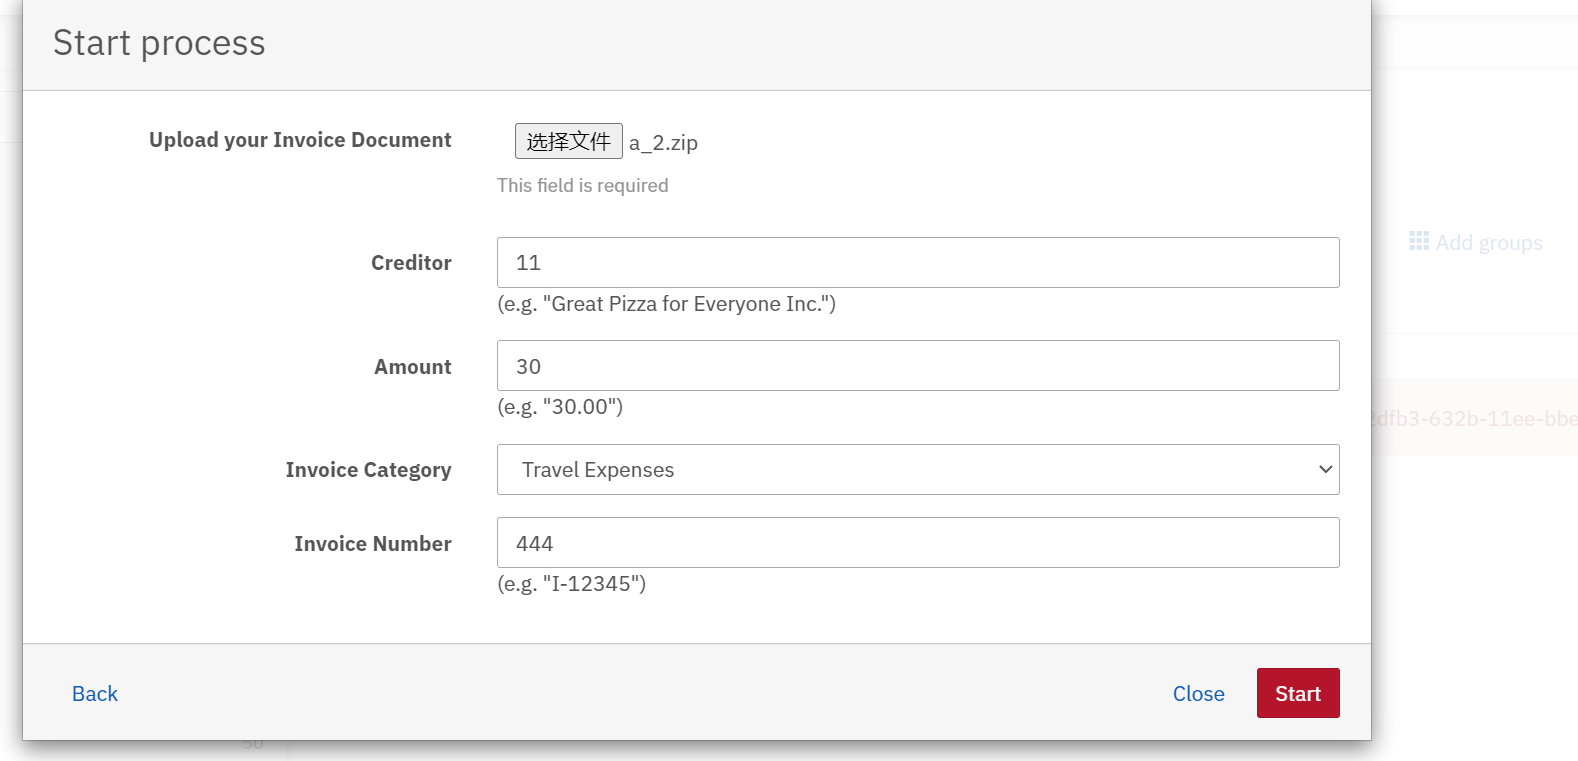 Start process
Upload your Invoice Document
选择文件 a_2.zip
This field is required
Creditor
11
(e.g. "Great Pizza for Everyone Inc.")
Amount
30
(e.g. "30.00")
Invoice Category
Travel Expenses
Invoice Number
444
(e.g. "I-12345")
Back
Close
Start
Add groups
2dfb3-632b-11ee-bbe
50